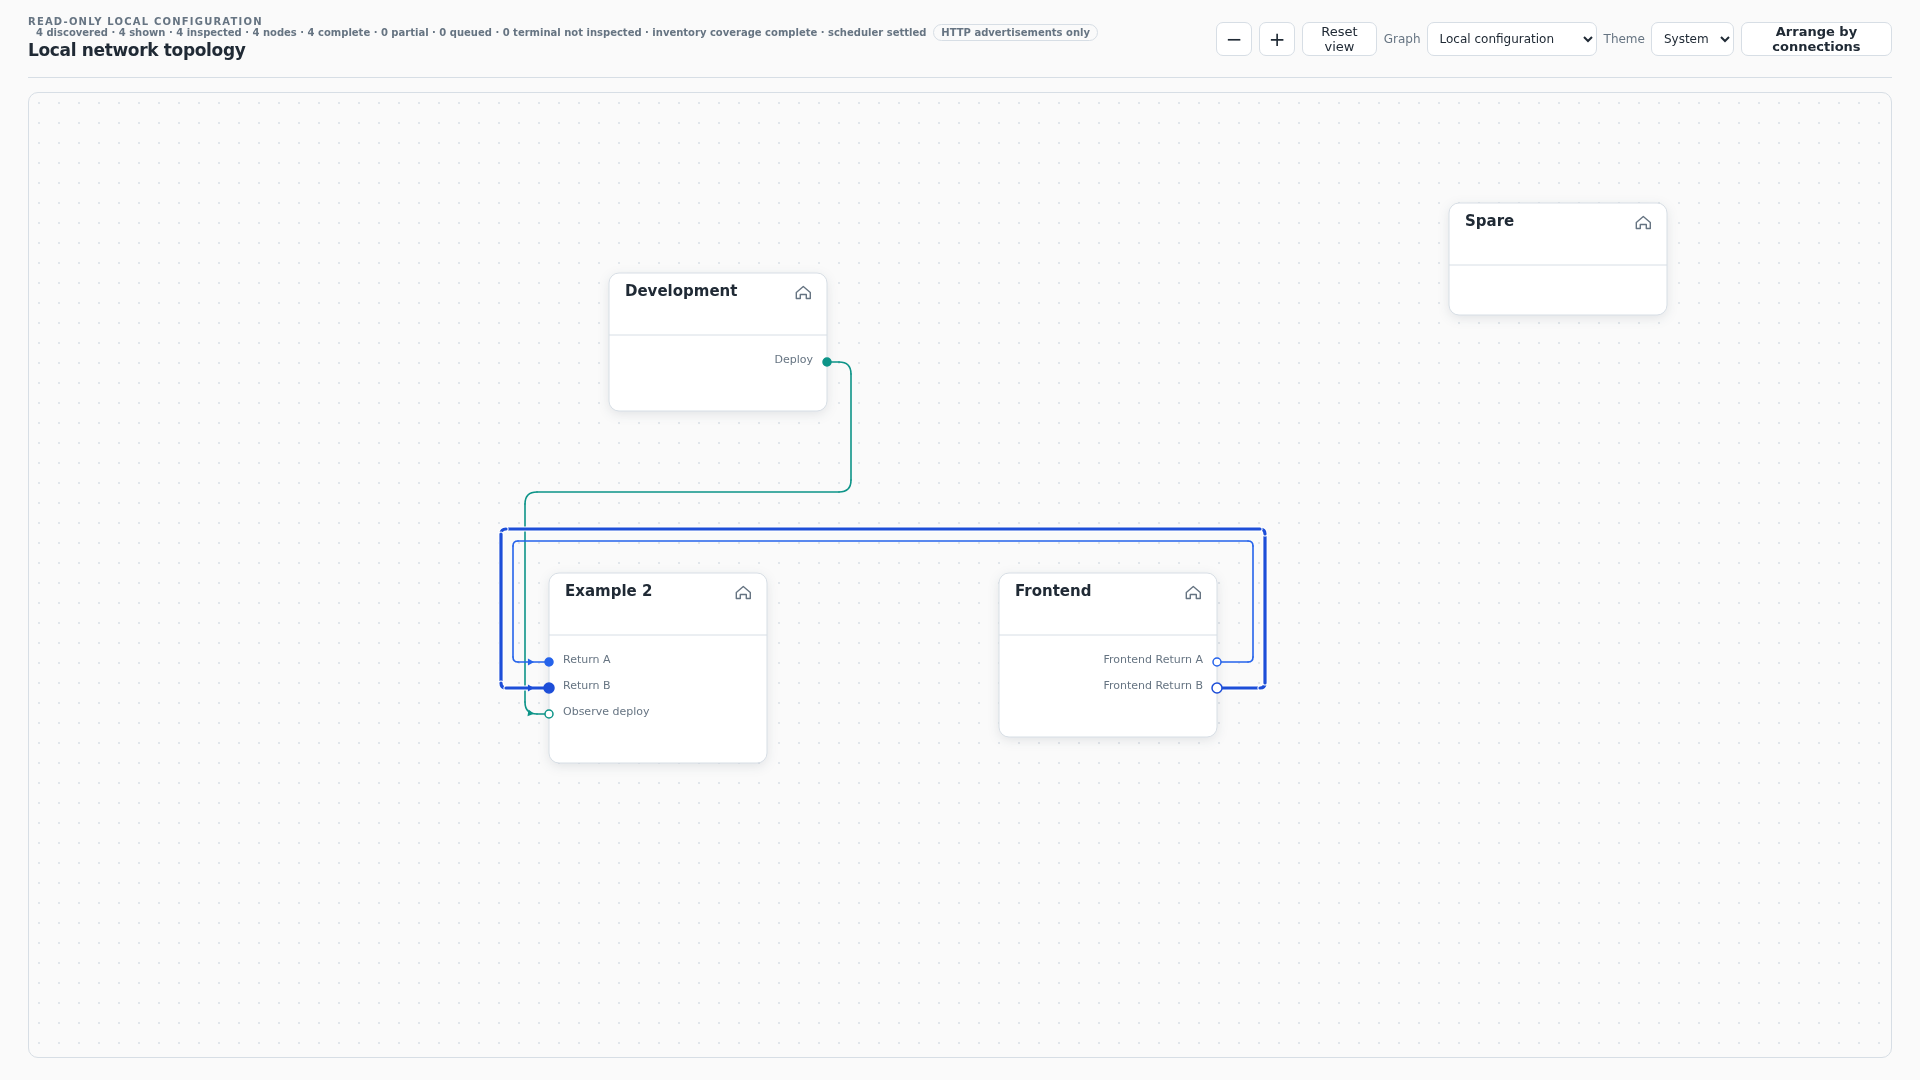 READ-ONLY LOCAL CONFIGURATION
4 discovered · 4 shown · 4 inspected · 4 nodes · 4 complete · 0 partial · 0 queued · 0 terminal not inspected · inventory coverage complete · scheduler settled HTTP advertisements only
Local network topology
− + Reset view Graph Local configuration Theme System Arrange by connections
Spare
Development
Deploy
Example 2
Return A
Return B
Observe deploy
Frontend
Frontend Return A
Frontend Return B